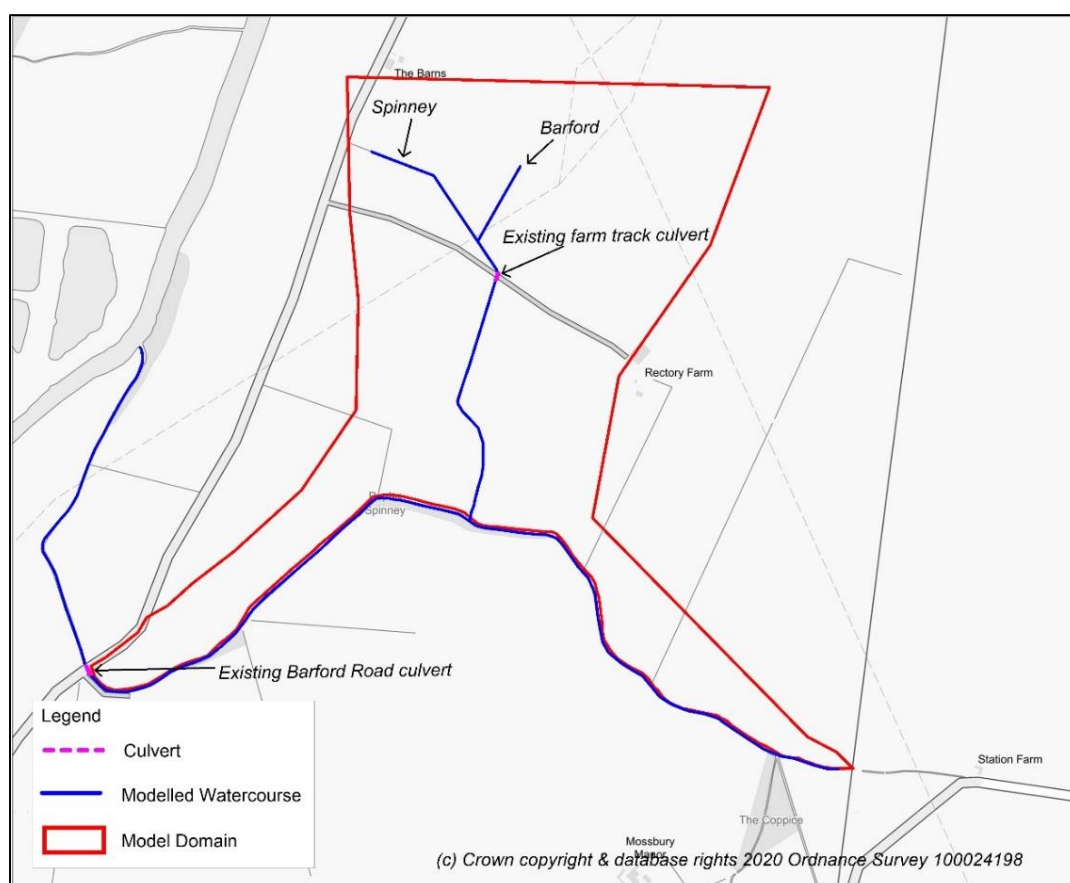 The Barns
Spinney
Barford
Existing farm track culvert
Rectory Farm
Spinney
Existing Barford Road culvert
Legend
Culvert
Modelled Watercourse
Model Domain
Station Farm
The Coppice
Mossbury
Manor
(c) Crown copyright & database rights 2020 Ordnance Survey 100024198